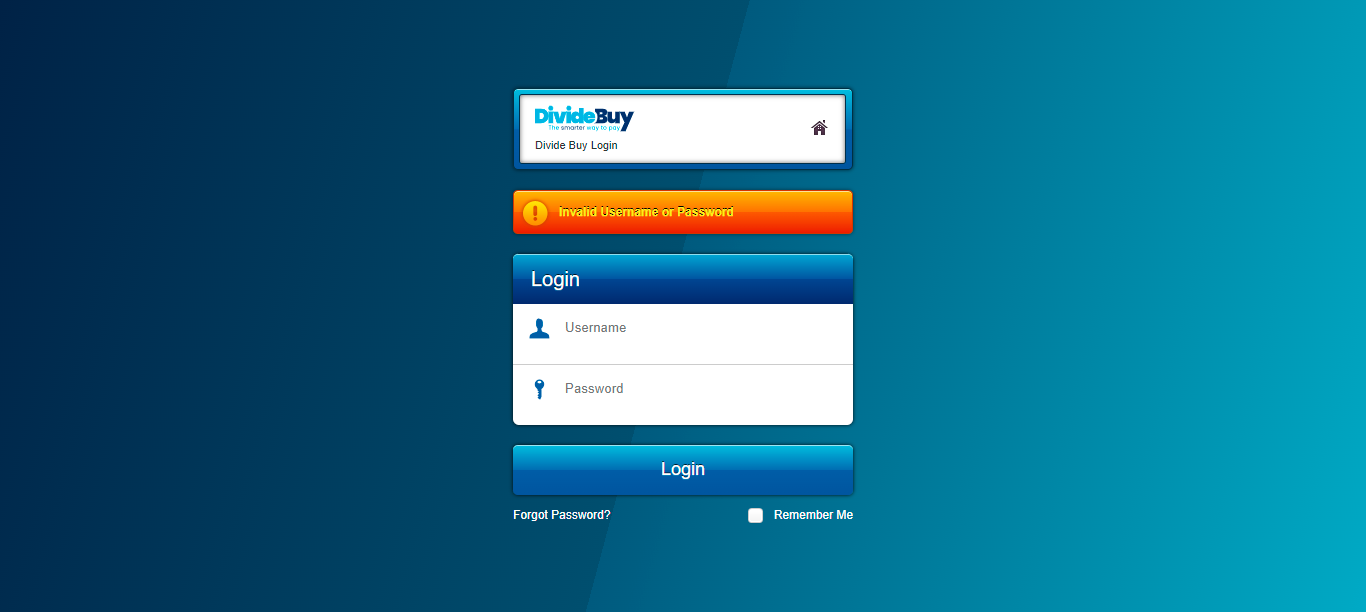 DivideBuy
The smarter way to pay
Divide Buy Login
Invalid Username or Password
Login
Username
Password
Login
Forgot Password?
Remember Me